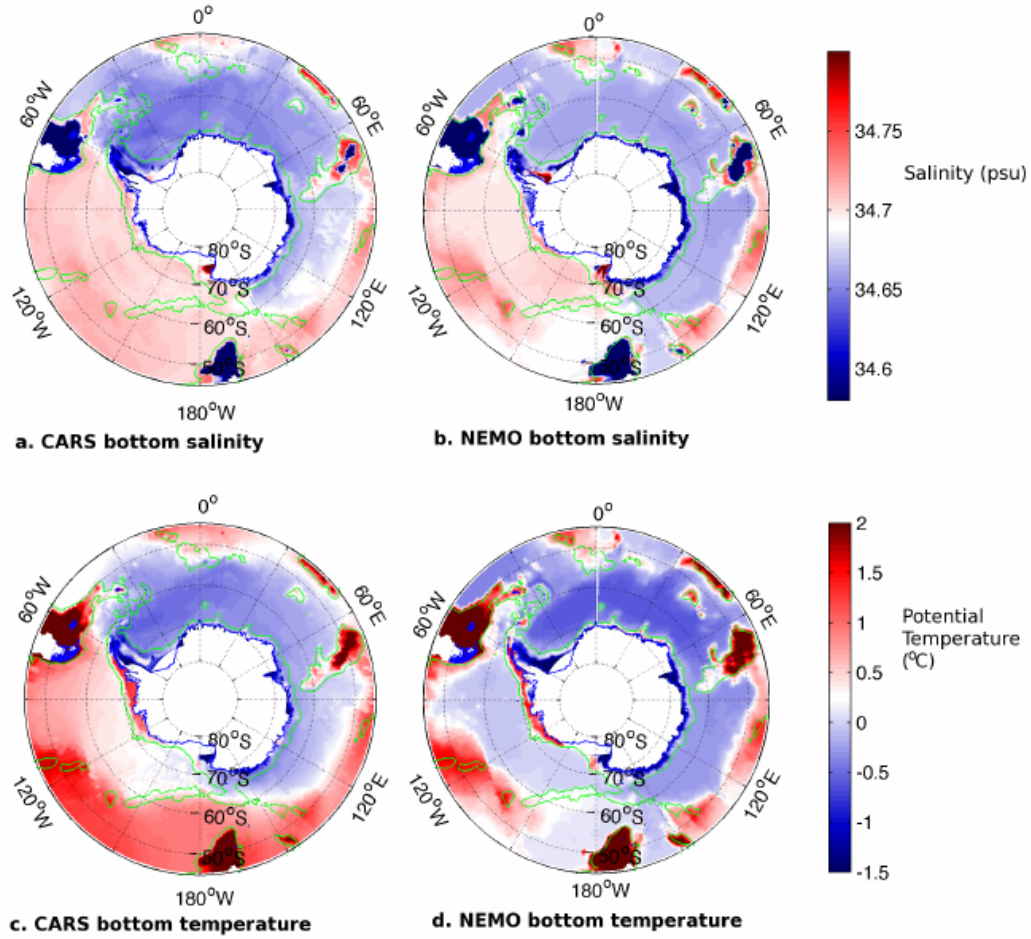 0°
0°
60°W
60°E
60°W
60°E
80°S
70°S
60°S
50°S
80°S
70°S
60°S
50°S
120°W
120°E
120°W
120°E
180°W
180°W
34.75
34.7
34.65
34.6
Salinity (psu)
a. CARS bottom salinity
b. NEMO bottom salinity
0°
0°
60°W
60°E
60°W
60°E
80°S
70°S
60°S
50°S
80°S
70°S
60°S
50°S
120°W
120°E
120°W
120°E
180°W
180°W
2
1.5
1
0.5
0
-0.5
-1
-1.5
Potential
Temperature
(°C)
c. CARS bottom temperature
d. NEMO bottom temperature